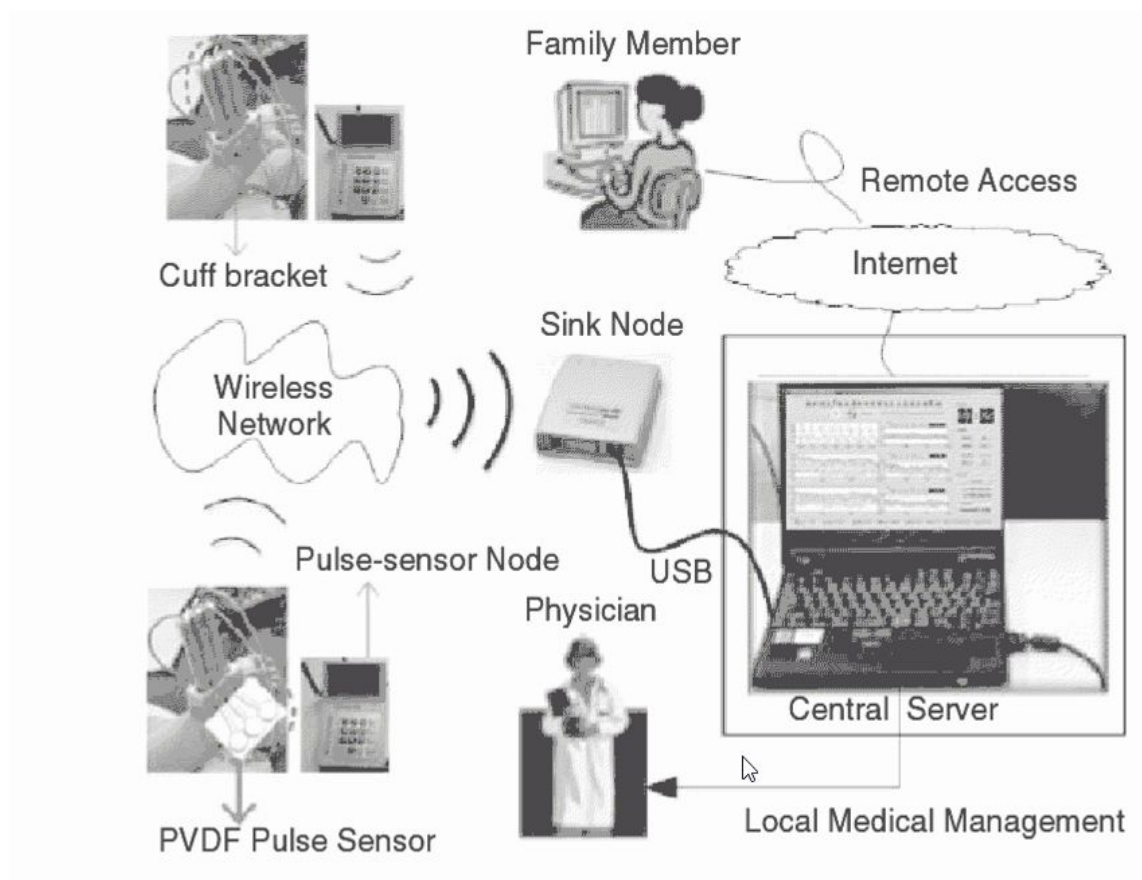 Family Member
Remote Access
Cuff bracket
Internet
Sink Node
Wireless
Network
Pulse-sensor Node
USB
Physician
Central Server
Local Medical Management
PVDF Pulse Sensor